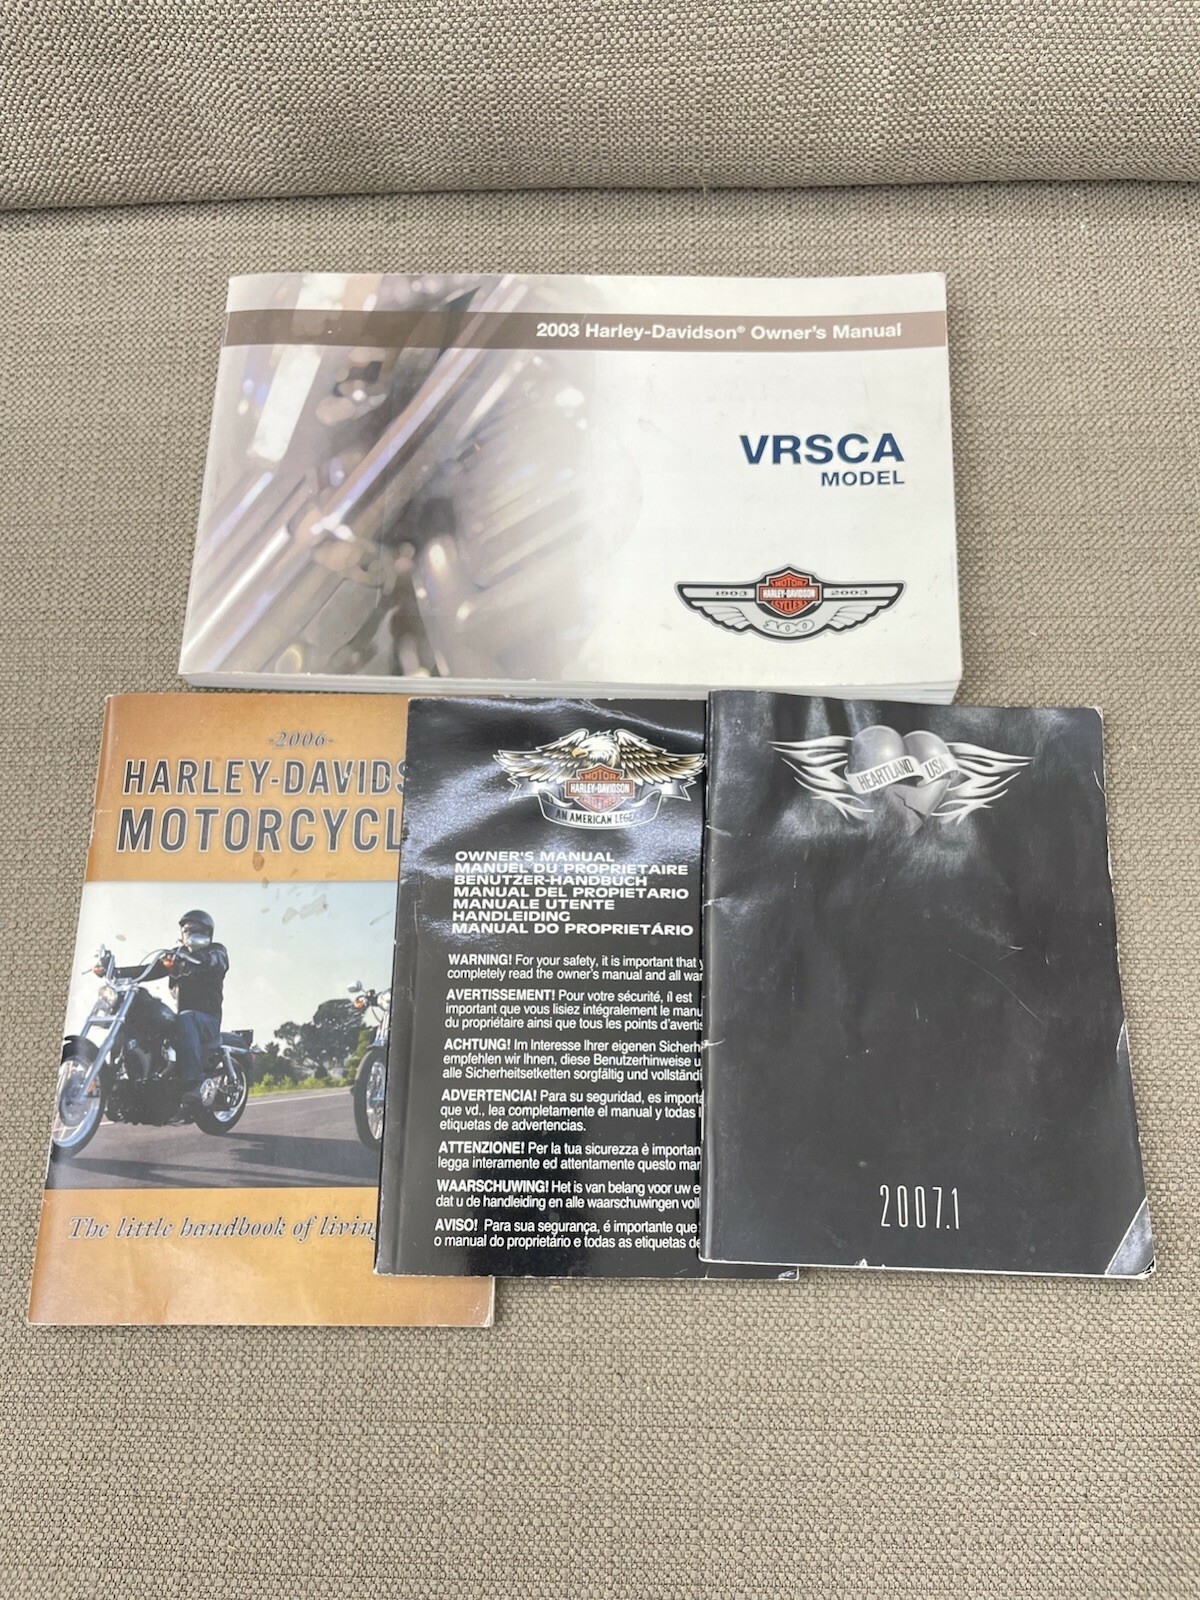 2003 Harley-Davidson® Owner's Manual
VRSCA
MODEL
MOTOR
1903 HARLEY-DAVIDSON 2003
CYCLES
100
-2006-
HARLEY-DAVIDS
MOTORCYCL
The little handbook of living
MOTOR
HARLEY-DAVIDSON
CYCLES
AN AMERICAN LEGE
OWNER'S MANUAL
MANUEL DU PROPRIETAIRE
BENUTZER-HANDBUCH
MANUAL DEL PROPIETARIO
MANUALE UTENTE
HANDLEIDING
MANUAL DO PROPRIETÁRIO
WARNING! For your safety, it is important that y
completely read the owner's manual and all war
AVERTISSEMENT! Pour votre sécurité, il est
important que vous lisiez intégralement le manu
du propriétaire ainsi que tous les points d'avertis
ACHTUNG! Im Interesse Ihrer eigenen Sicherh
empfehlen wir Ihnen, diese Benutzerhinweise u
alle Sicherheitsetketten sorgfältig und vollständi
ADVERTENCIA! Para su seguridad, es importa
que vd., lea completamente el manual y todas l
etiquetas de advertencias.
ATTENZIONE! Per la tua sicurezza è importan
legga interamente ed attentamente questo man
WAARSCHUWING! Het is van belang voor uw e
dat u de handleiding en alle waarschuwingen voll
AVISO! Para sua segurança, é importante que
o manual do proprietário e todas as etiquetas de
HEARTLAND USA
2007.1